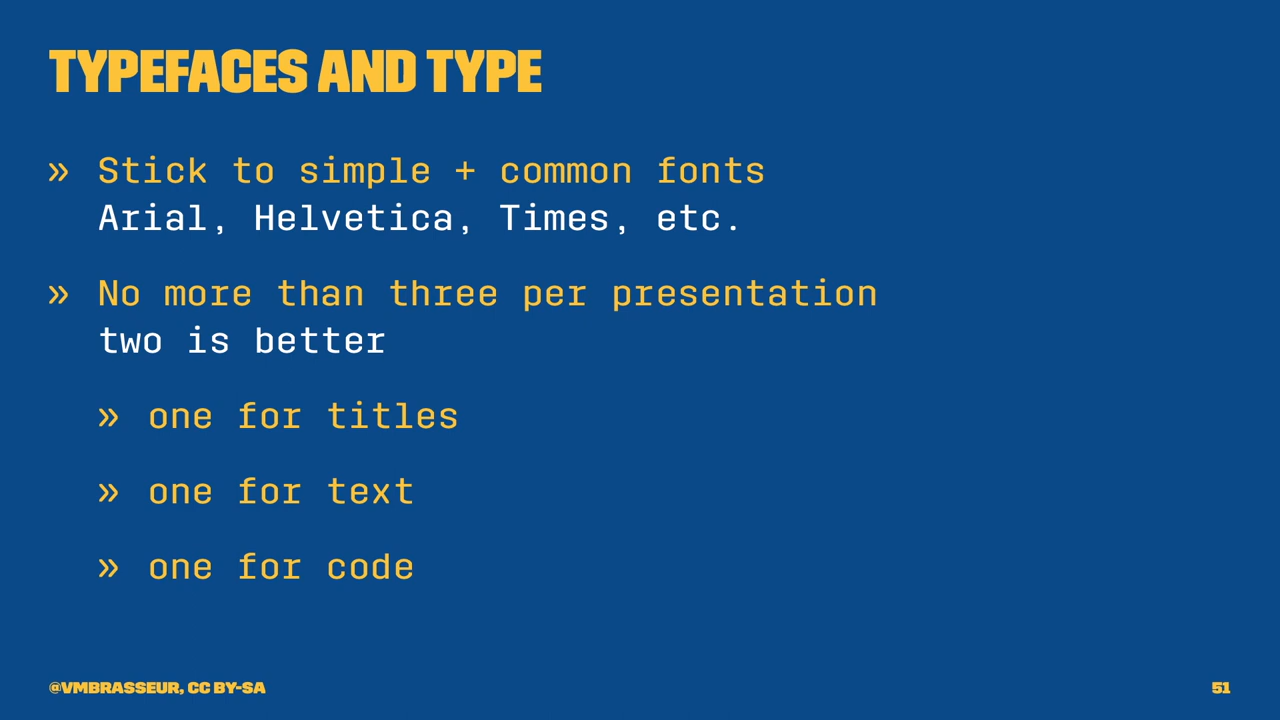 TYPEFACES AND TYPE
» Stick to simple + common fonts
Arial, Helvetica, Times, etc.
» No more than three per presentation
two is better
» one for titles
» one for text
» one for code
@VMBRASSEUR, CC BY-SA
51